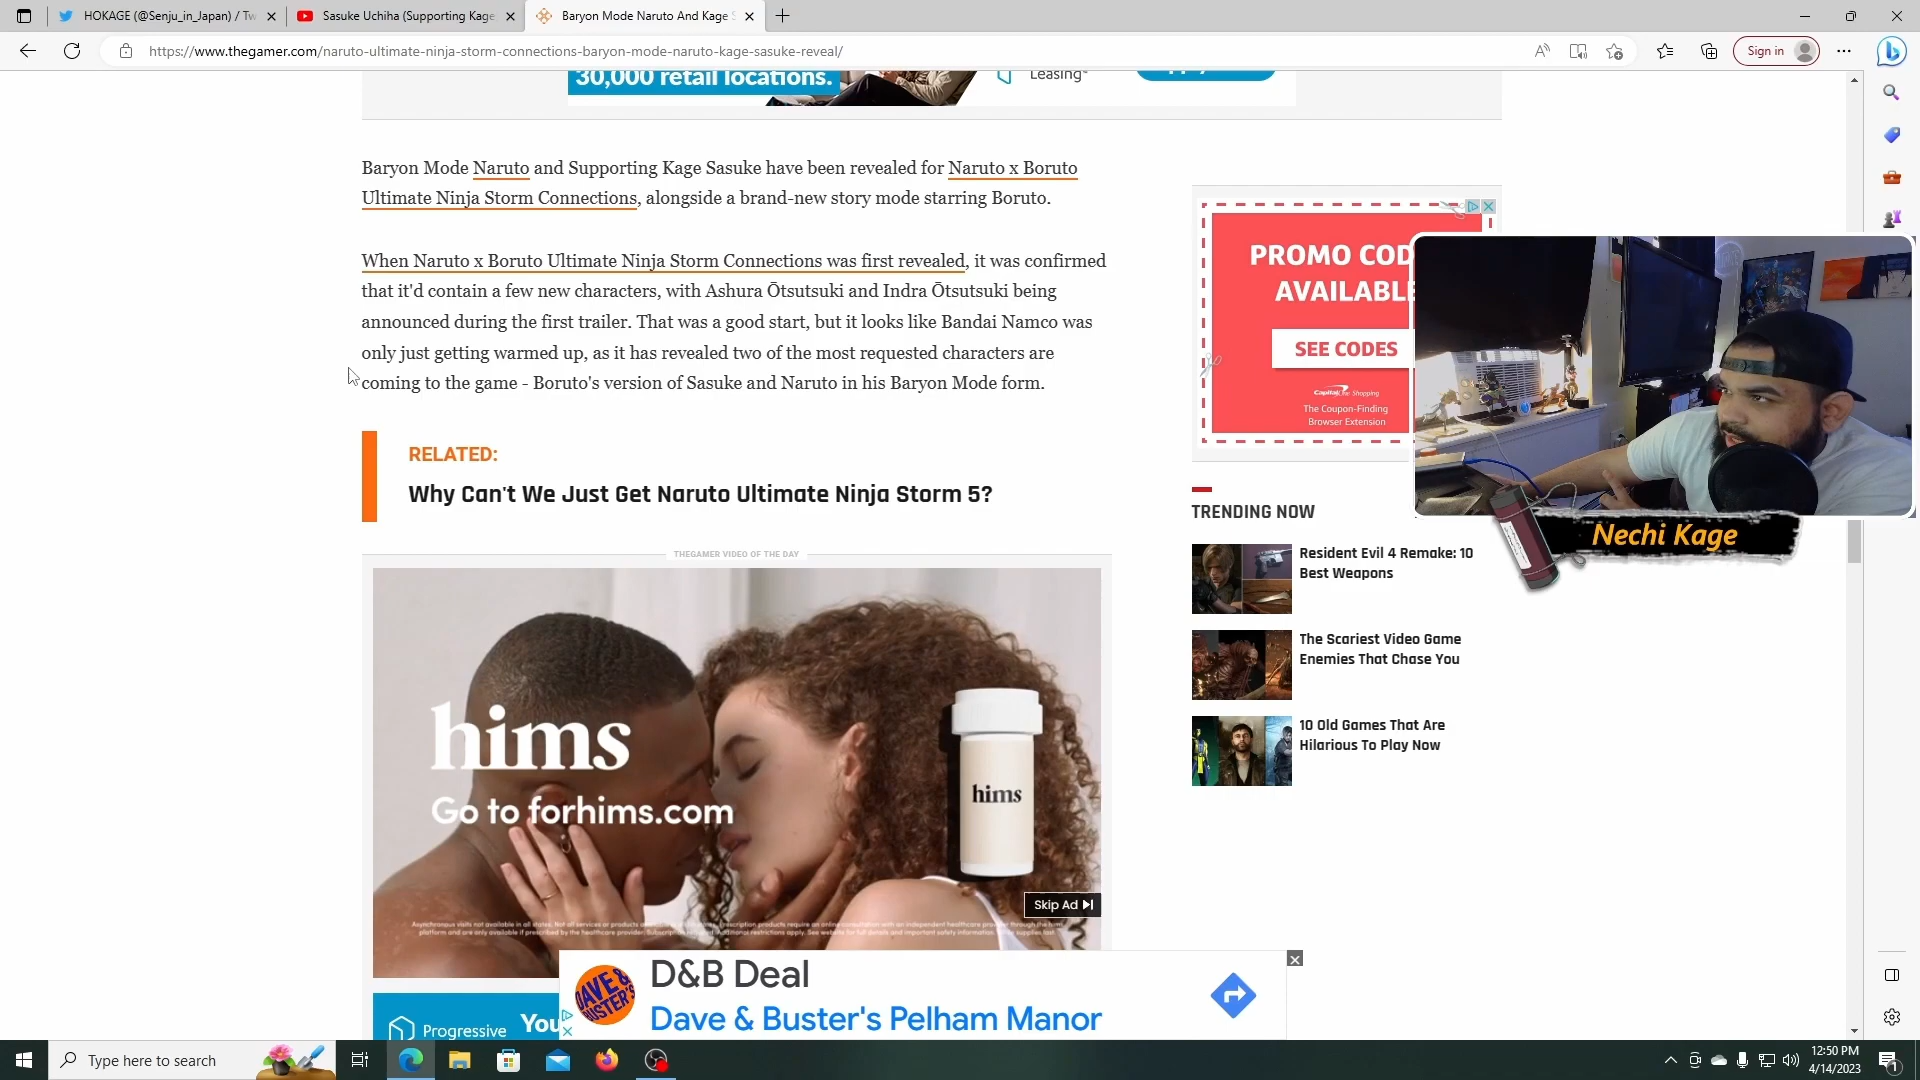 HOKAGE (@Senju_in_Japan) / Tw
Sasuke Uchiha (Supporting Kage
Baryon Mode Naruto And Kage S
https://www.thegamer.com/naruto-ultimate-ninja-storm-connections-baryon-mode-naruto-kage-sasuke-reveal/
Sign in
30,000 retail locations.
Leasing*
Baryon Mode Naruto and Supporting Kage Sasuke have been revealed for Naruto x Boruto
Ultimate Ninja Storm Connections, alongside a brand-new story mode starring Boruto.
When Naruto x Boruto Ultimate Ninja Storm Connections was first revealed, it was confirmed
that it'd contain a few new characters, with Ashura Ōtsutsuki and Indra Ōtsutsuki being
announced during the first trailer. That was a good start, but it looks like Bandai Namco was
only just getting warmed up, as it has revealed two of the most requested characters are
coming to the game - Boruto's version of Sasuke and Naruto in his Baryon Mode form.
RELATED:
Why Can't We Just Get Naruto Ultimate Ninja Storm 5?
THEGAMER VIDEO OF THE DAY
hims
Go to forhims.com
hims
Skip Ad
PROMO COD
AVAILABLE
SEE CODES
Capital One Shopping
The Coupon-Finding
Browser Extension
Nechi Kage
TRENDING NOW
Resident Evil 4 Remake: 10
Best Weapons
The Scariest Video Game
Enemies That Chase You
10 Old Games That Are
Hilarious To Play Now
Progressive
You
DAVE &
BUSTER'S
D&B Deal
Dave & Buster's Pelham Manor
Type here to search
12:50 PM
4/14/2023
1